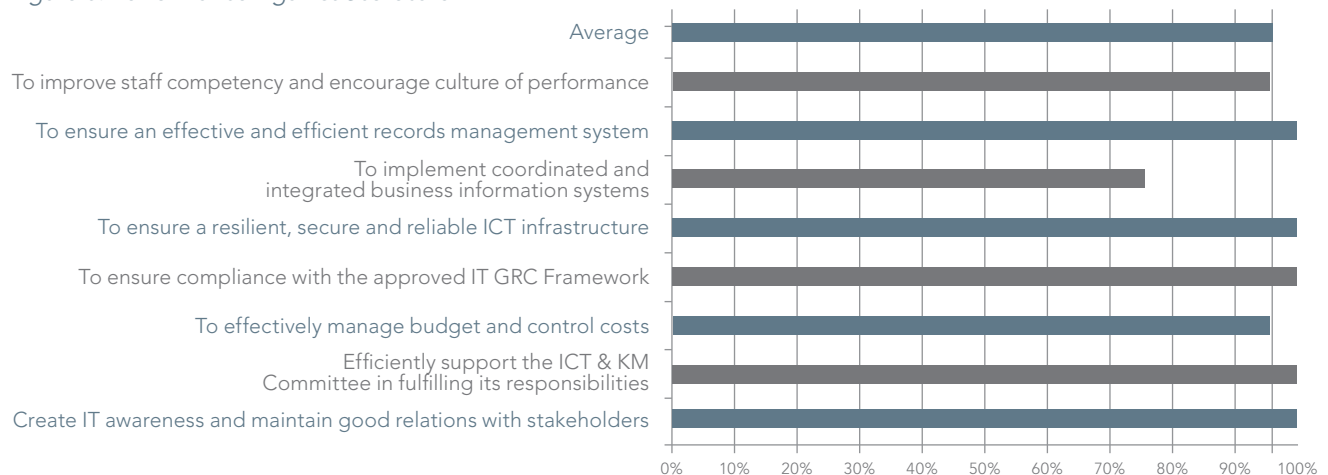 Average
To improve staff competency and encourage culture of performance
To ensure an effective and efficient records management system
To implement coordinated and
integrated business information systems
To ensure a resilient, secure and reliable ICT infrastructure
To ensure compliance with the approved IT GRC Framework
To effectively manage budget and control costs
Efficiently support the ICT & KM
Committee in fulfilling its responsibilities
Create IT awareness and maintain good relations with stakeholders
0% 10% 20% 30% 40% 50% 60% 70% 80% 90% 100%